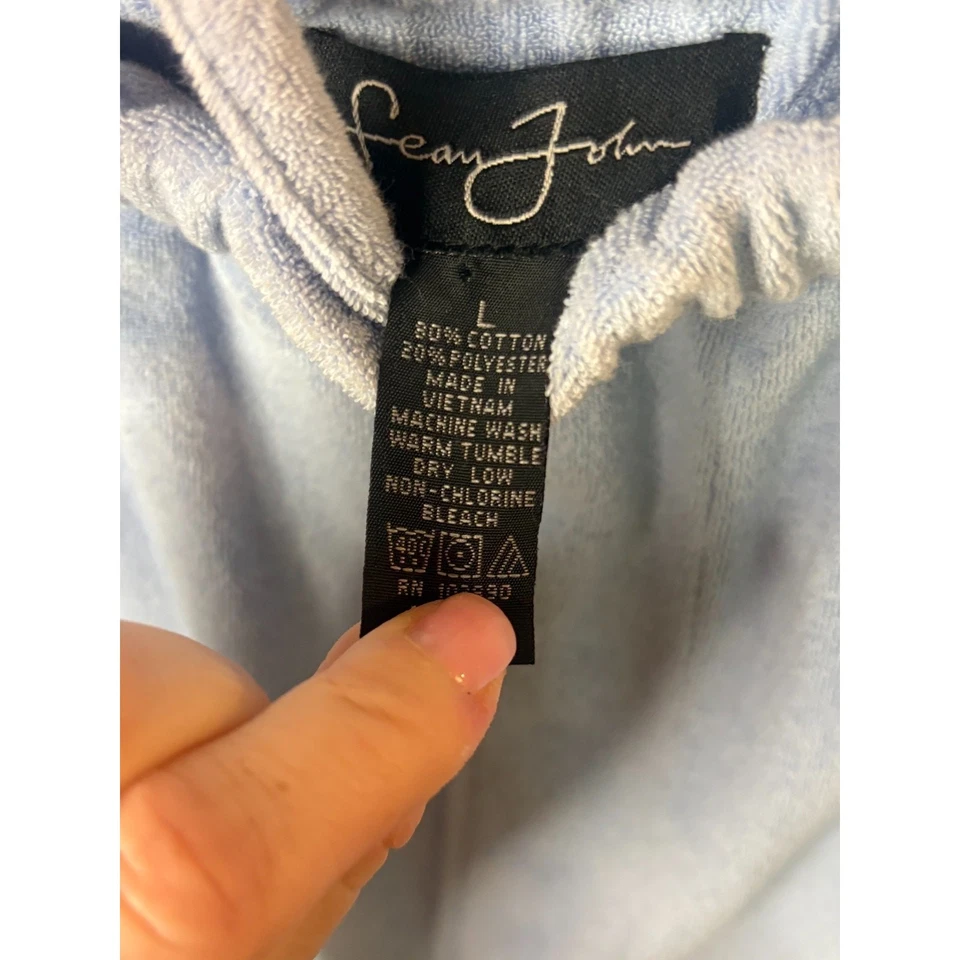 Sean John
L
80% COTTON
20% POLYESTER
MADE IN
VIETNAM
MACHINE WASH
WARM TUMBLE
DRY LOW
NON-CHLORINE
BLEACH
RN